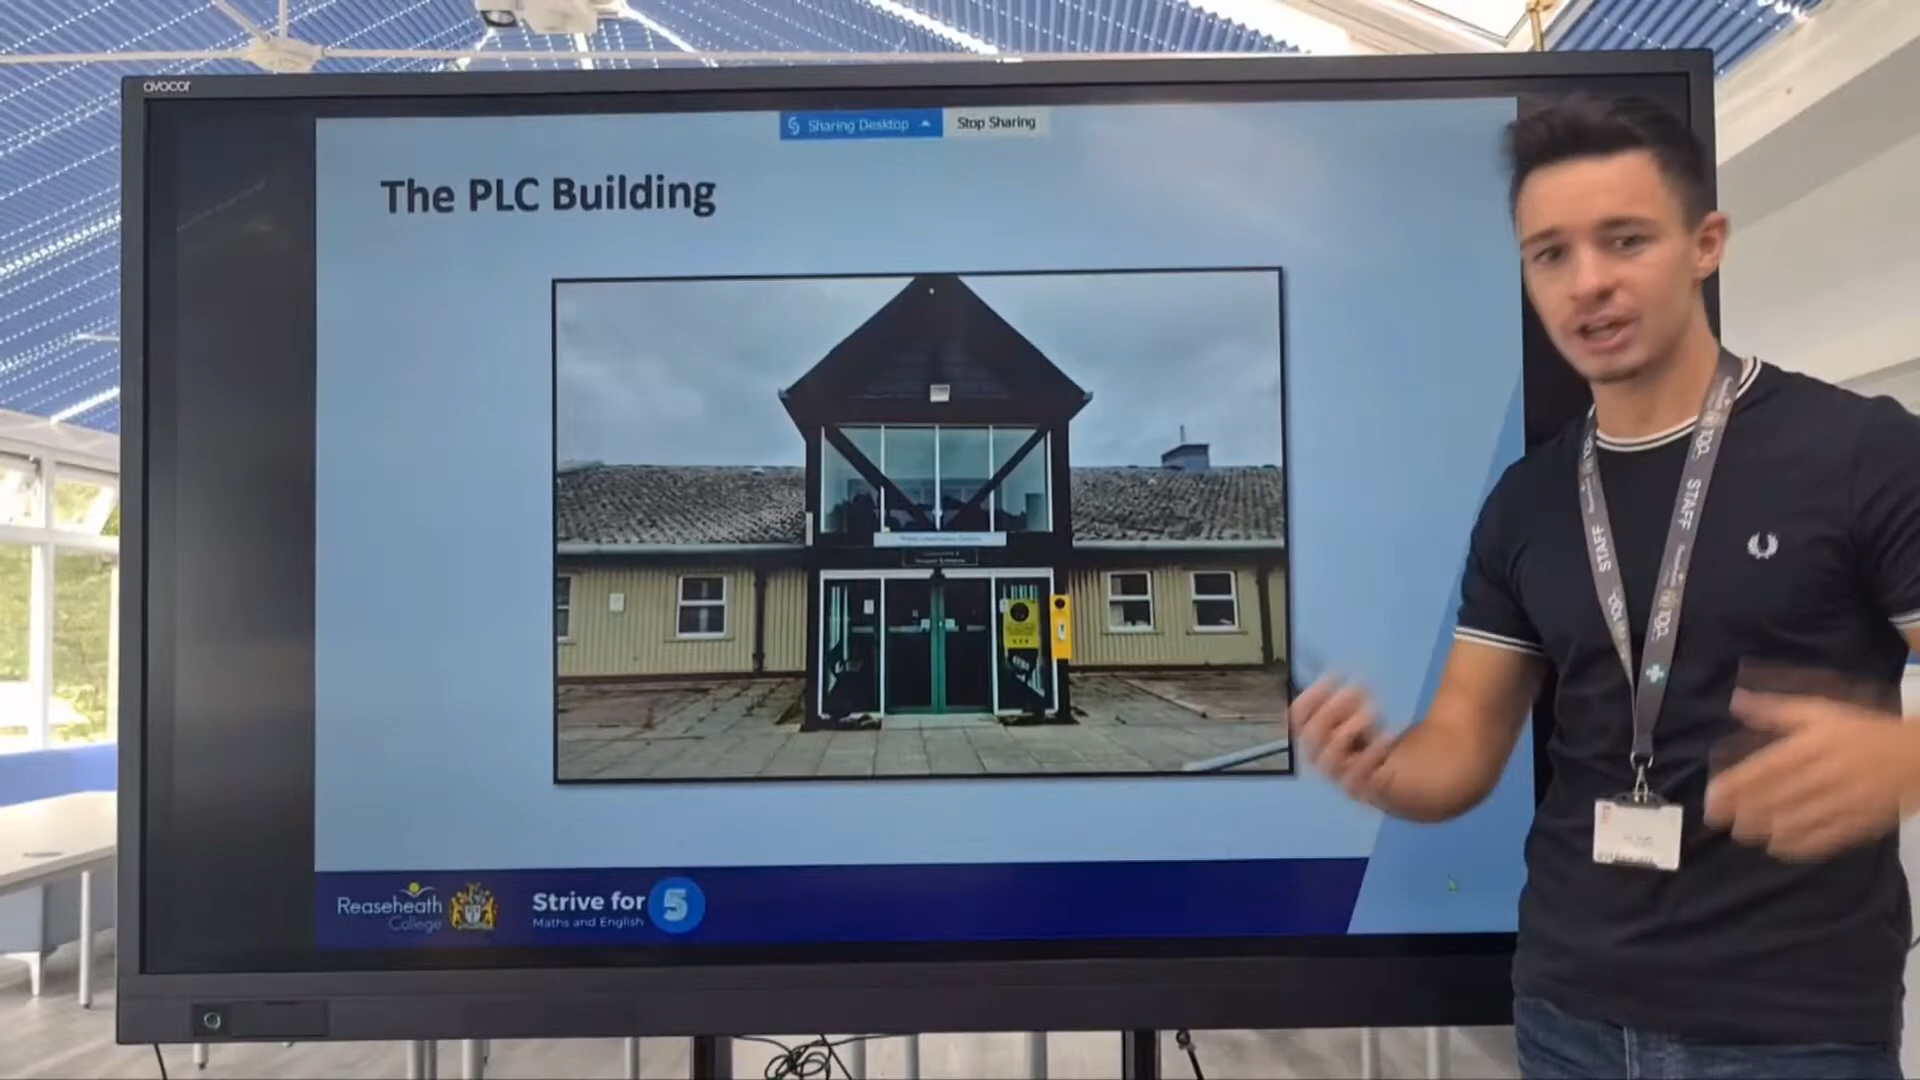 avocor
Sharing Desktop
Stop Sharing
The PLC Building
STAFF
STAFF
Reaseheath
College
Strive for 5
Maths and English